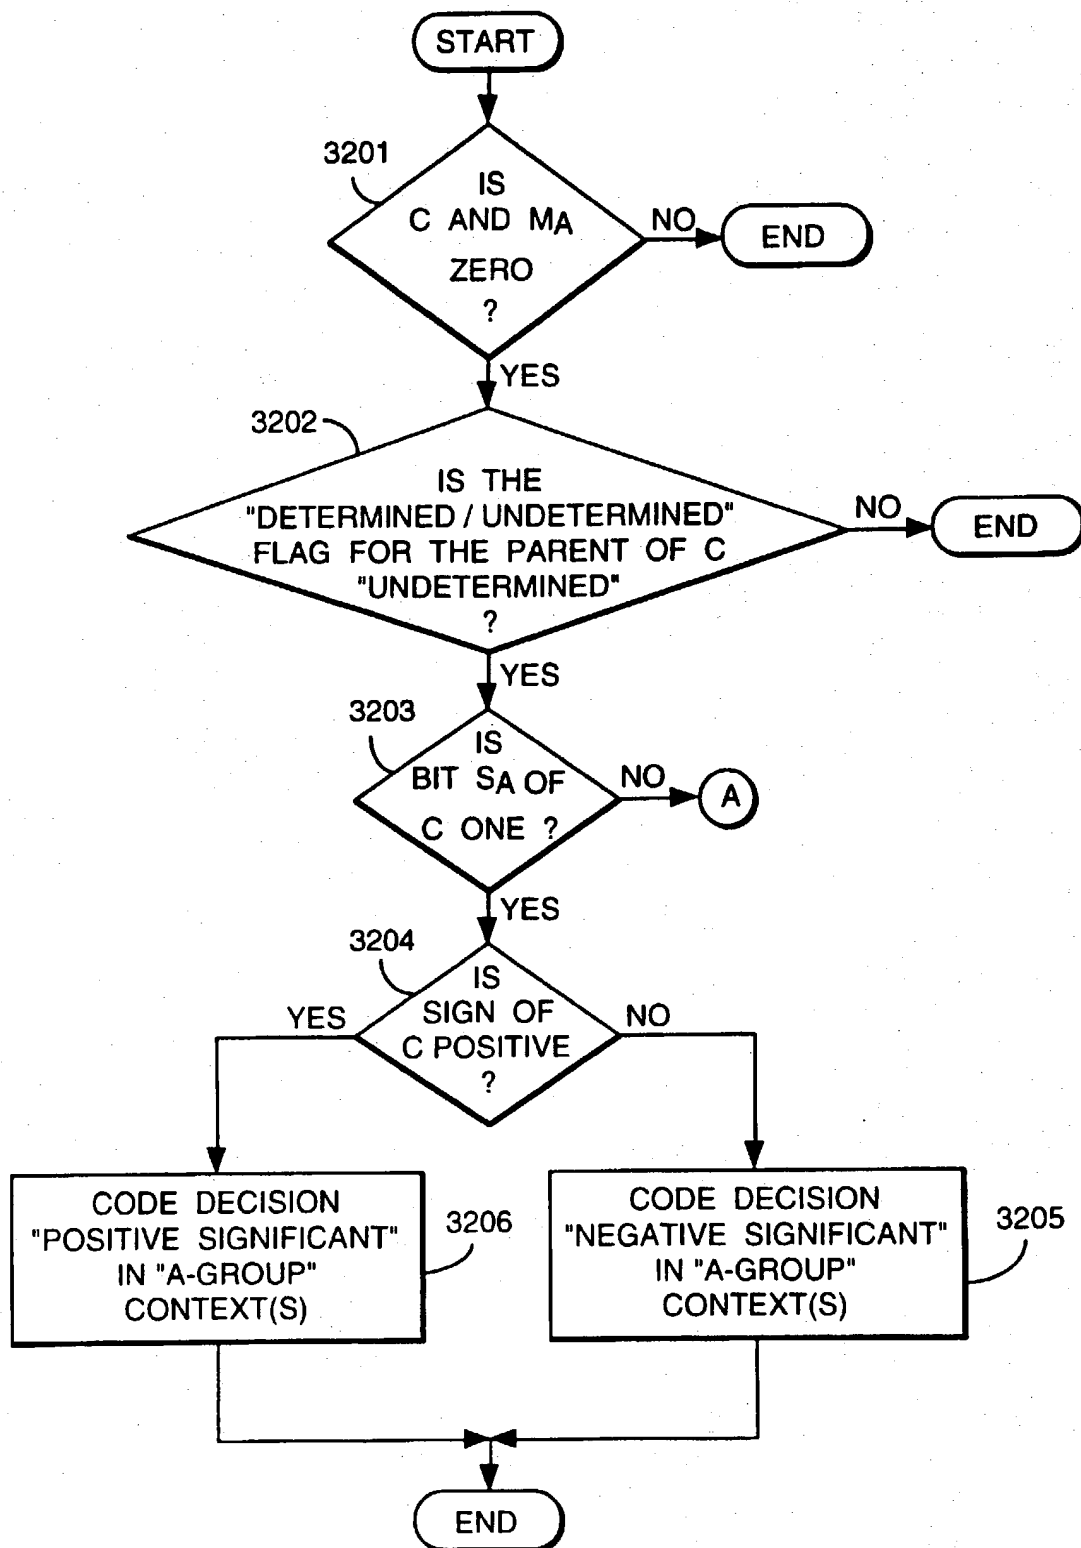 START
3201
IS
C AND MA
ZERO
?
NO
END
YES
3202
IS THE
"DETERMINED / UNDETERMINED"
FLAG FOR THE PARENT OF C
"UNDETERMINED"
?
NO
END
YES
3203
IS
BIT SA OF
C ONE ?
NO
A
YES
3204
IS
SIGN OF
C POSITIVE
?
YES
NO
CODE DECISION
"POSITIVE SIGNIFICANT"
IN "A-GROUP"
CONTEXT(S)
3206
CODE DECISION
"NEGATIVE SIGNIFICANT"
IN "A-GROUP"
CONTEXT(S)
3205
END